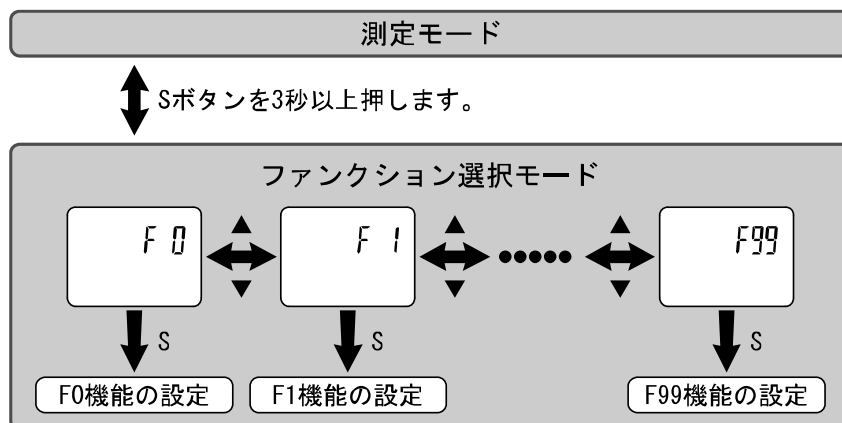 測定モード
Sボタンを3秒以上押します。
ファンクション選択モード
F 0
F 1
F99
S
S
S
F0機能の設定
F1機能の設定
F99機能の設定